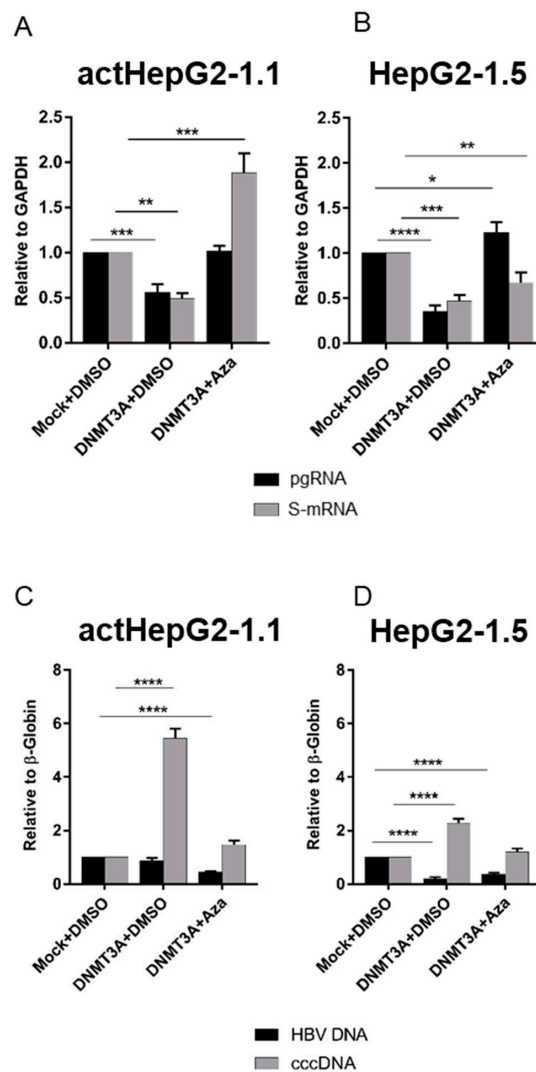 A
B
actHepG2-1.1
HepG2-1.5
Relative to GAPDH
2.5
2.0
1.5
1.0
0.5
0.0
***
**
***
Mock+DMSO
DNMT3A+DMSO
DNMT3A+Aza
Relative to GAPDH
2.5
2.0
1.5
1.0
0.5
0.0
**
*
***
****
Mock+DMSO
DNMT3A+DMSO
DNMT3A+Aza
pgRNA
S-mRNA
C
D
actHepG2-1.1
HepG2-1.5
Relative to β-Globin
8
6
4
2
0
****
****
Mock+DMSO
DNMT3A+DMSO
DNMT3A+Aza
Relative to β-Globin
8
6
4
2
0
****
****
****
Mock+DMSO
DNMT3A+DMSO
DNMT3A+Aza
HBV DNA
cccDNA